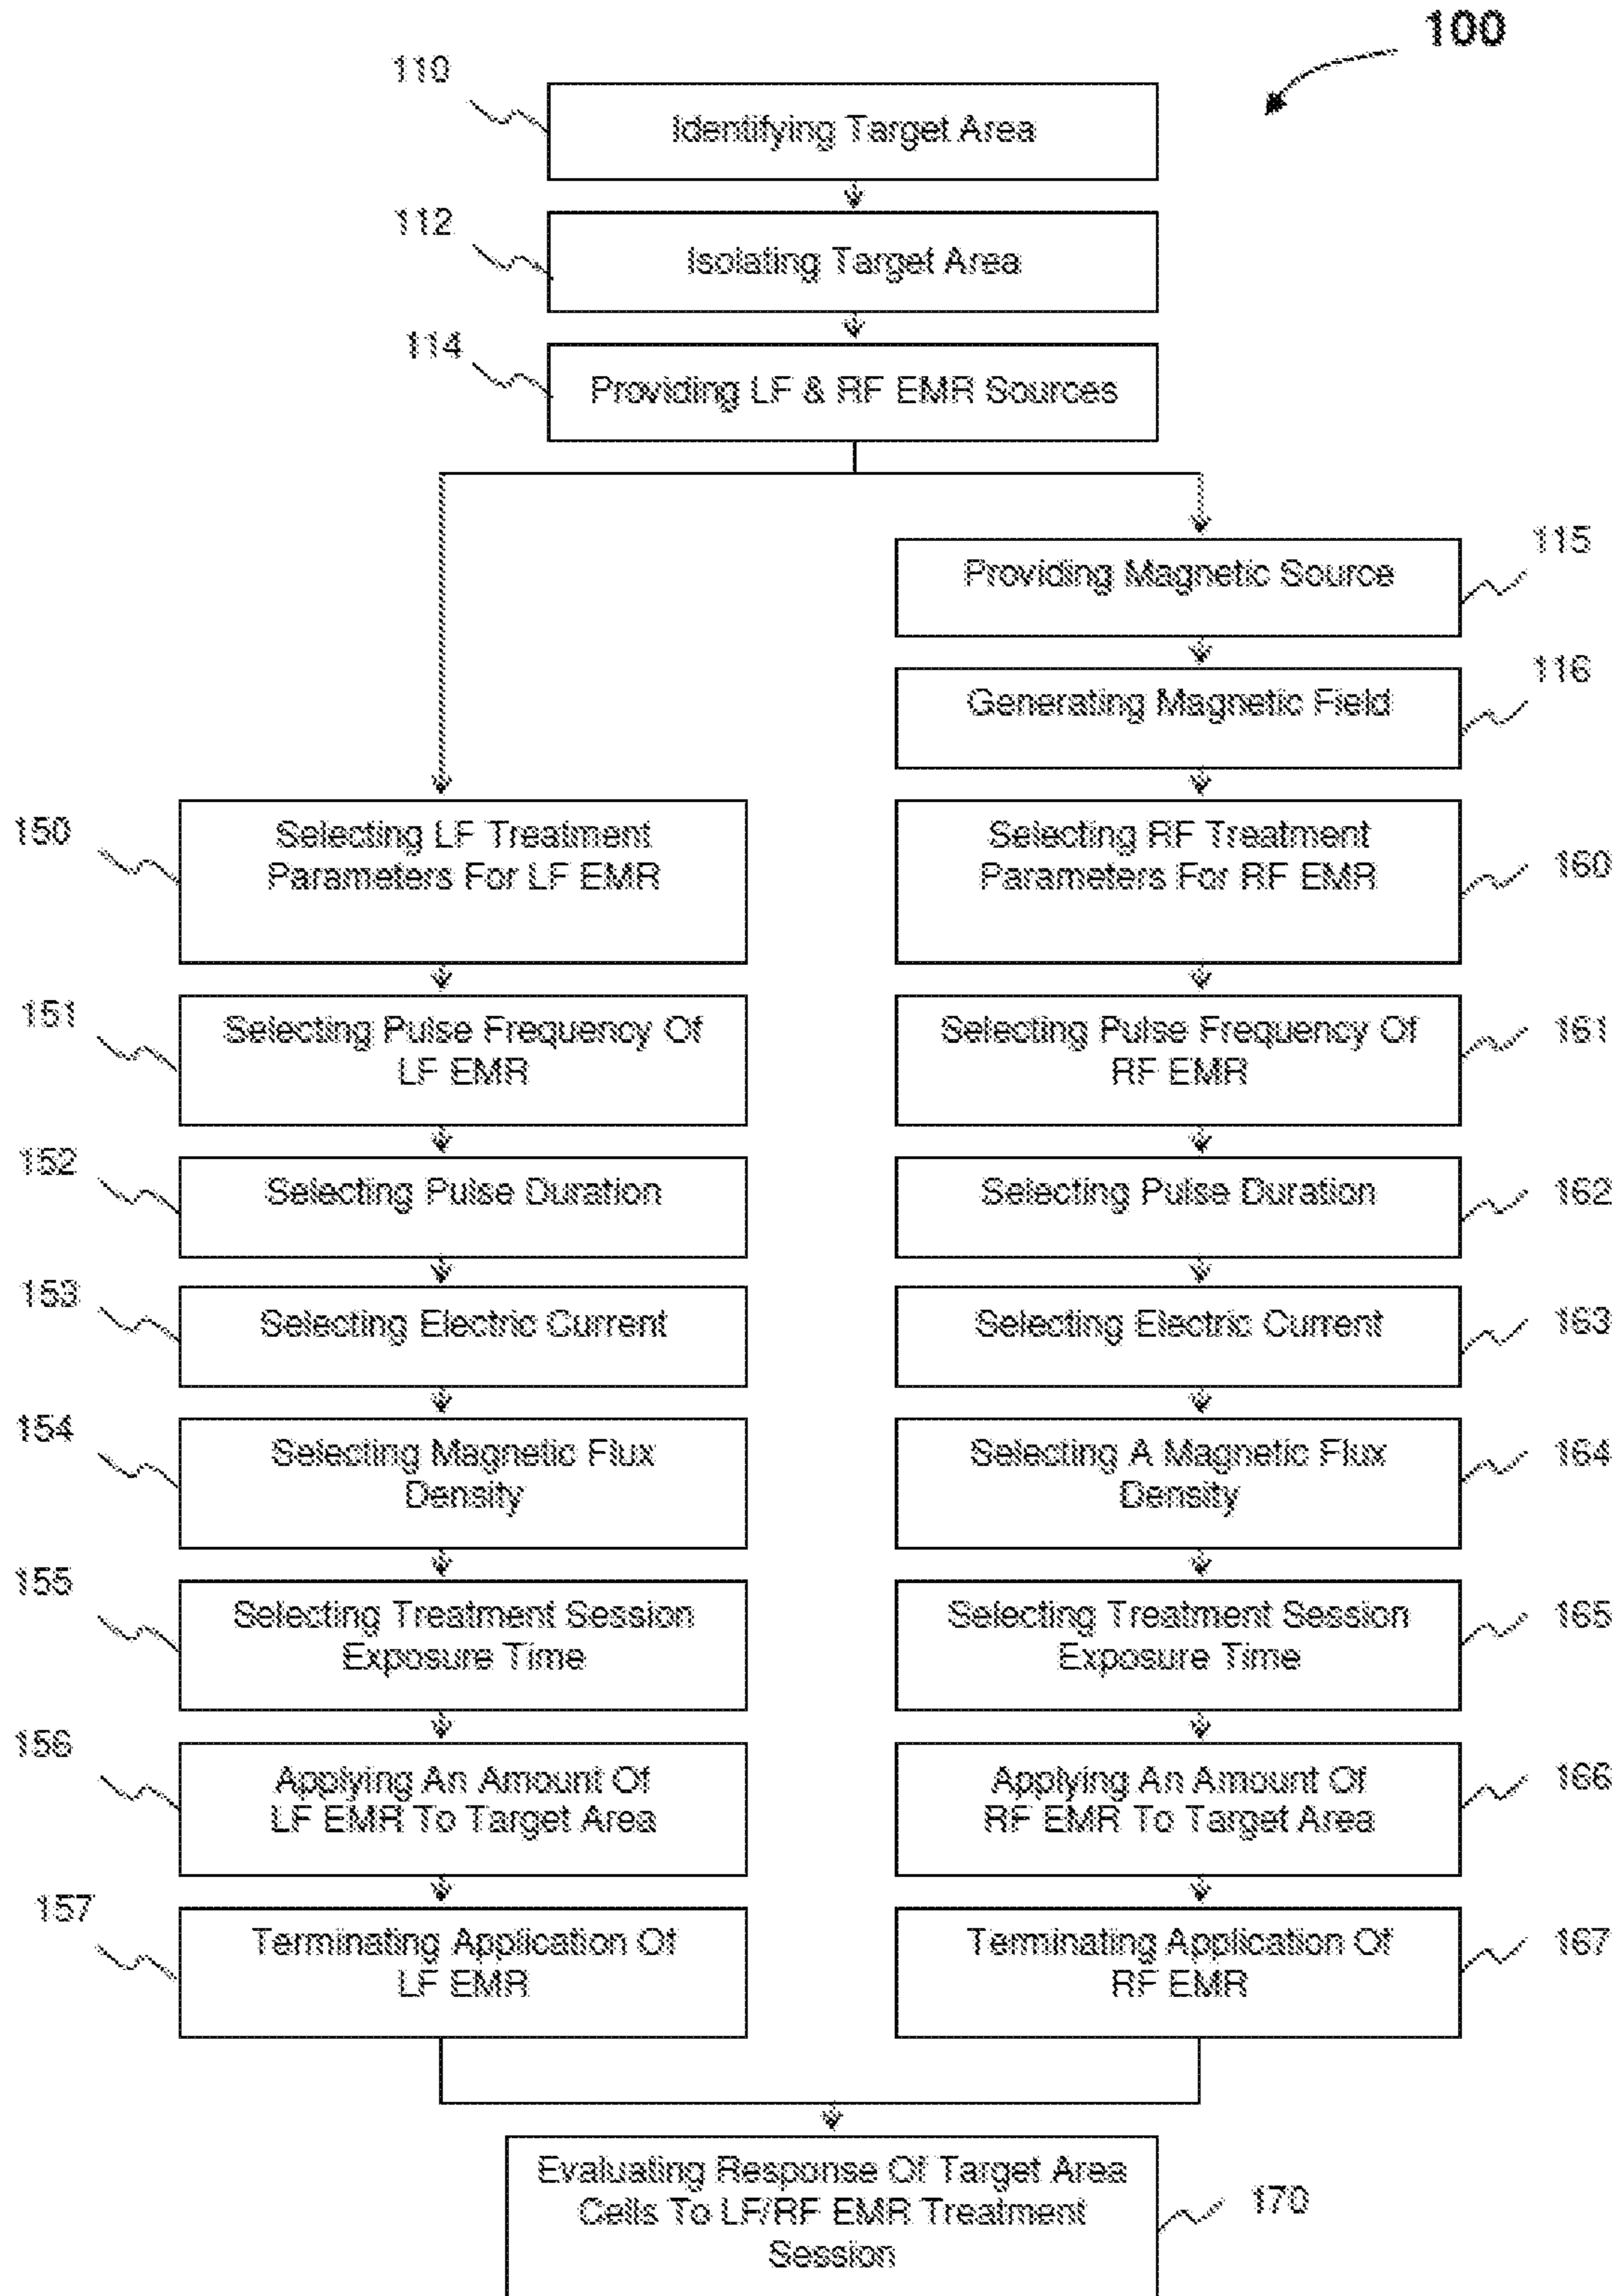 100
110
Identifying Target Area
112
Isolating Target Area
114
Providing LF & RF EMR Sources
115
Providing Magnetic Source
116
Generating Magnetic Field
150
Selecting LF Treatment
Parameters For LF EMR
Selecting RF Treatment
Parameters For RF EMR
160
151
Selecting Pulse Frequency Of
LF EMR
Selecting Pulse Frequency Of
RF EMR
161
152
Selecting Pulse Duration
Selecting Pulse Duration
162
153
Selecting Electric Current
Selecting Electric Current
163
154
Selecting Magnetic Flux
Density
Selecting A Magnetic Flux
Density
164
155
Selecting Treatment Session
Exposure Time
Selecting Treatment Session
Exposure Time
165
156
Applying An Amount Of
LF EMR To Target Area
Applying An Amount Of
RF EMR To Target Area
166
157
Terminating Application Of
LF EMR
Terminating Application Of
RF EMR
167
Evaluating Response Of Target Area
Cells To LF/RF EMR Treatment
Session
170